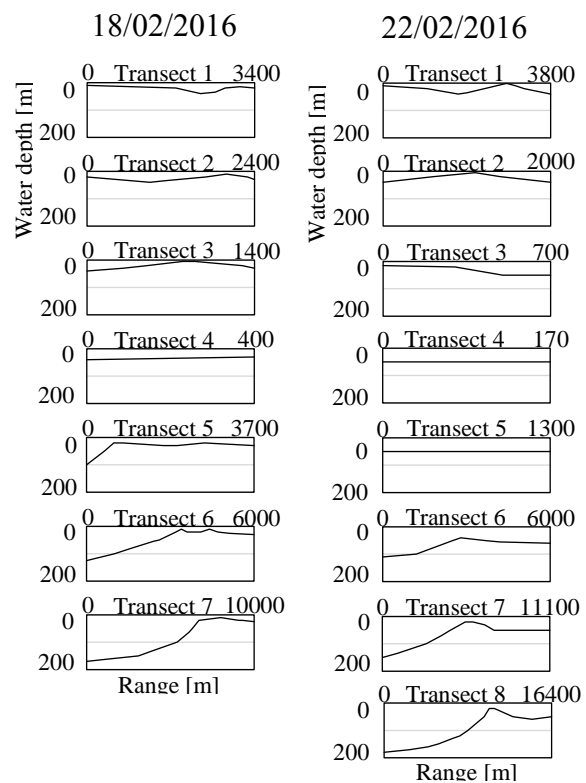 18/02/2016
0 Transect 1 3400
0
200
0 Transect 2 2400
0
200
0 Transect 3 1400
0
200
0 Transect 4 400
0
200
0 Transect 5 3700
0
200
0 Transect 6 6000
0
200
0 Transect 7 10000
0
200
Water depth [m]
Range [m]
22/02/2016
0 Transect 1 3800
0
200
0 Transect 2 2000
0
200
0 Transect 3 700
0
200
0 Transect 4 170
0
200
0 Transect 5 1300
0
200
0 Transect 6 6000
0
200
0 Transect 7 11100
0
200
0 Transect 8 16400
0
200
Water depth [m]
Range [m]